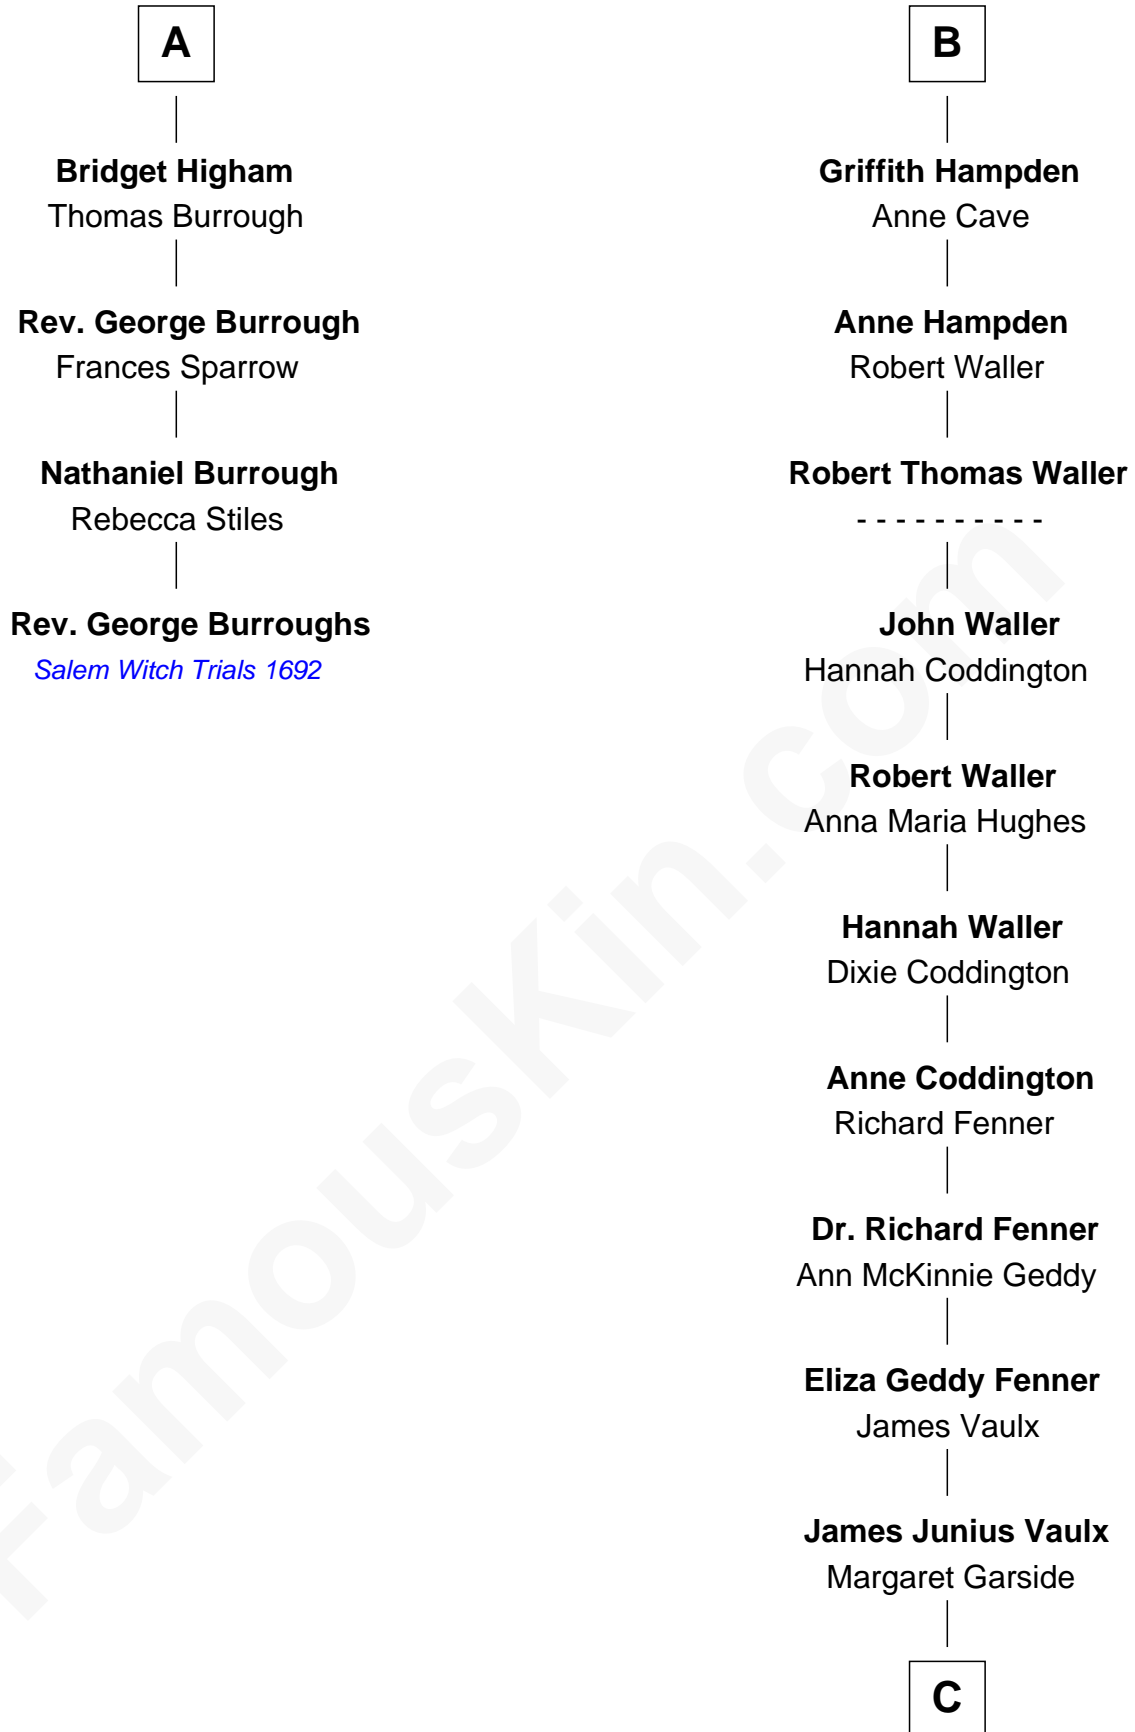 A
Bridget Higham
Thomas Burrough
Rev. George Burrough
Frances Sparrow
Nathaniel Burrough
Rebecca Stiles
Rev. George Burroughs
Salem Witch Trials 1692
B
Griffith Hampden
Anne Cave
Anne Hampden
Robert Waller
Robert Thomas Waller
- - - - - - - - - -
John Waller
Hannah Coddington
Robert Waller
Anna Maria Hughes
Hannah Waller
Dixie Coddington
Anne Coddington
Richard Fenner
Dr. Richard Fenner
Ann McKinnie Geddy
Eliza Geddy Fenner
James Vaulx
James Junius Vaulx
Margaret Garside
C
FamousKin.com